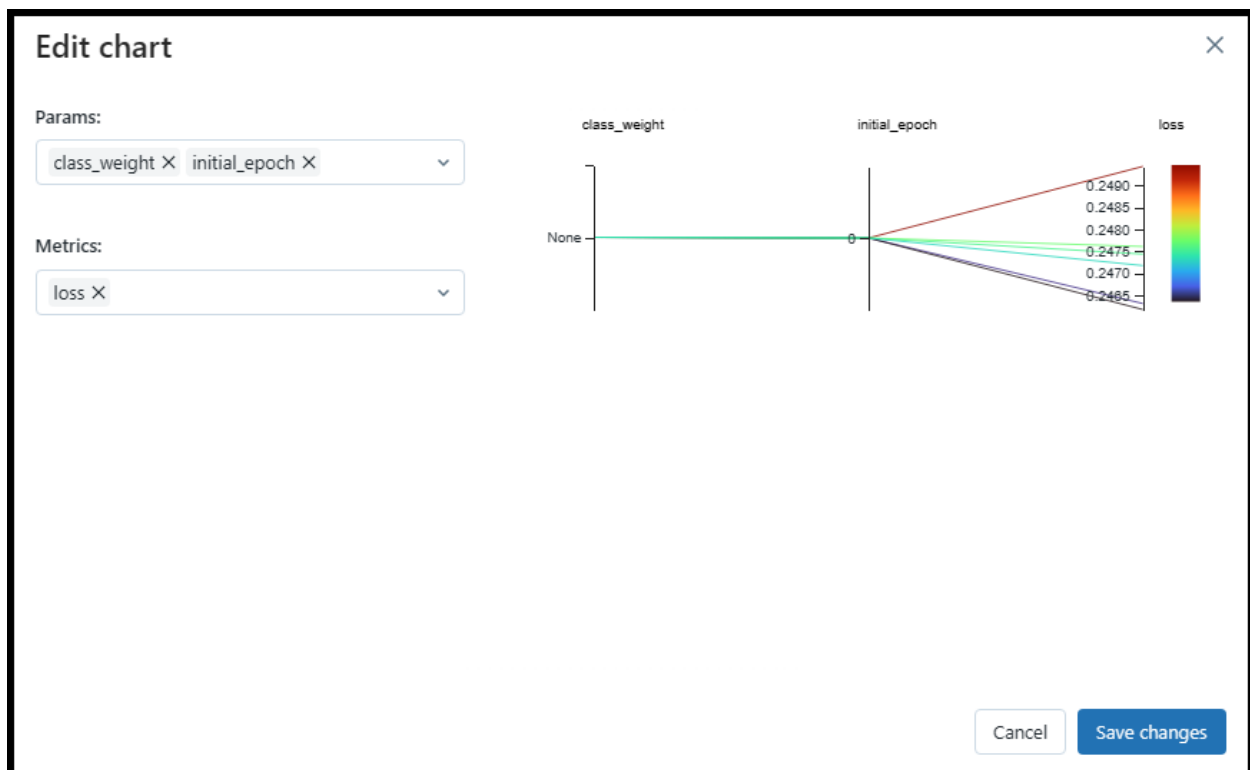 Edit chart
Params:
class_weight initial_epoch
Metrics:
loss
class_weight initial_epoch loss
None
0
0.2490
0.2485
0.2480
0.2475
0.2470
0.2465
Cancel Save changes